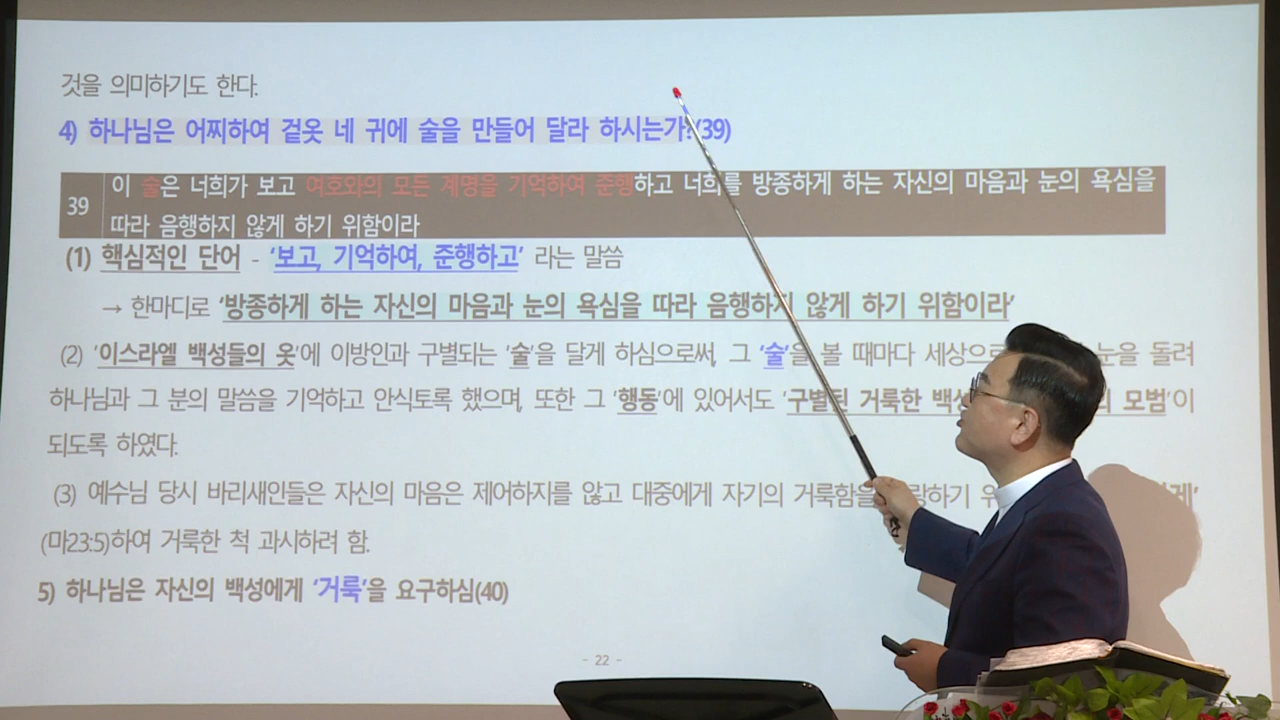 것을 의미하기도 한다.
4) 하나님은 어찌하여 겉옷 네 귀에 술을 만들어 달라 하시는가?(39)
39 이 술은 너희가 보고 여호와의 모든 계명을 기억하여 준행하고 너희를 방종하게 하는 자신의 마음과 눈의 욕심을
따라 음행하지 않게 하기 위함이라
(1) 핵심적인 단어 - '보고, 기억하여, 준행하고' 라는 말씀
→ 한마디로 '방종하게 하는 자신의 마음과 눈의 욕심을 따라 음행하지 않게 하기 위함이라'
(2) '이스라엘 백성들의 옷'에 이방인과 구별되는 '술'을 달게 하심으로써, 그 '술'을 볼 때마다 세상으로 눈을 돌려
하나님과 그 분의 말씀을 기억하고 안식토록 했으며, 또한 그 '행동'에 있어서도 '구별된 거룩한 백성 모범'이
되도록 하였다.
(3) 예수님 당시 바리새인들은 자신의 마음은 제어하지를 않고 대중에게 자기의 거룩함을 하기
(마23:5)하여 거룩한 척 과시하려 함.
5) 하나님은 자신의 백성에게 '거룩'을 요구하심(40)
- 22 -